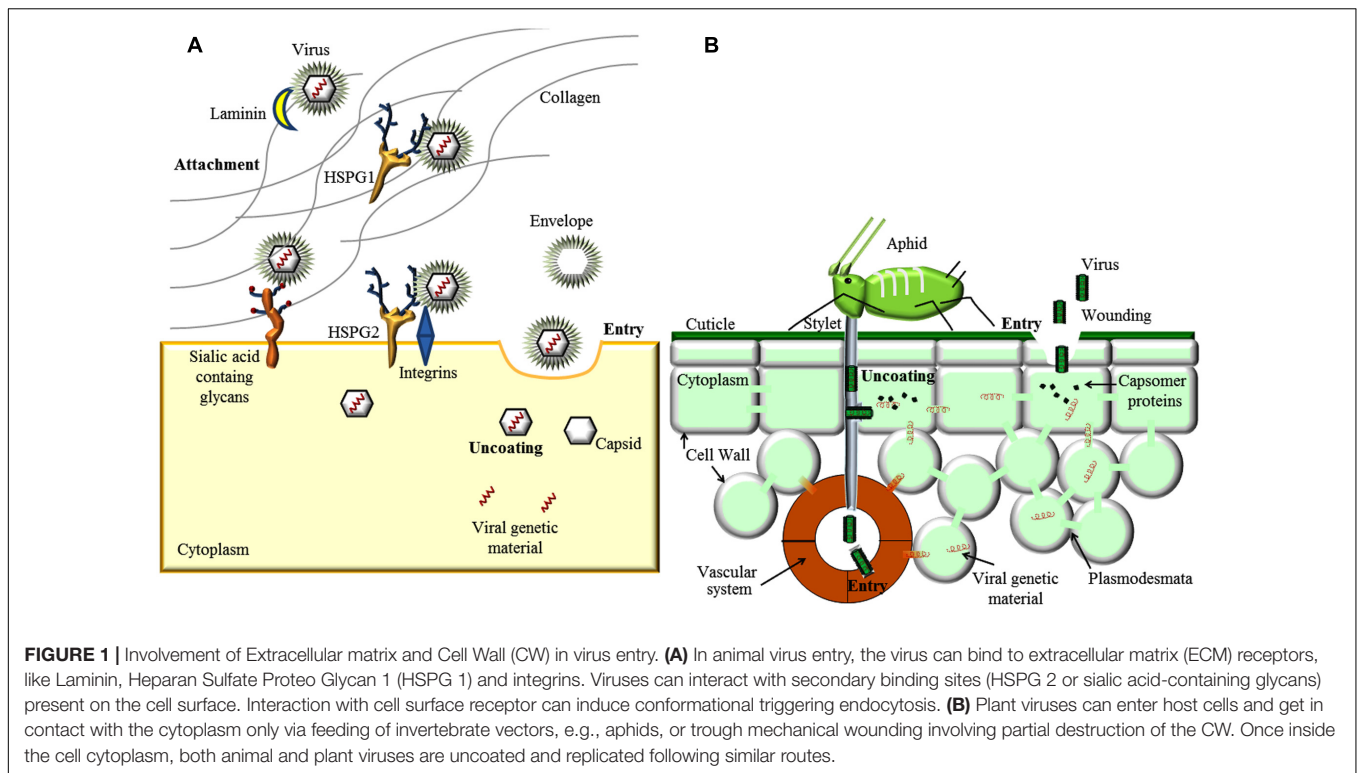 A
Virus
Laminin
Collagen
Attachment
HSPG1
Envelope
HSPG2
Entry
Sialic acid
containg
glycans
Integrins
Uncoating
Capsid
Viral genetic
material
Cytoplasm
B
Aphid
Virus
Cuticle
Stylet
Entry
Wounding
Cytoplasm
Uncoating
Capsomer
proteins
Cell Wall
Vascular
system
Entry
Viral genetic
material
Plasmodesmata
FIGURE 1 | Involvement of Extracellular matrix and Cell Wall (CW) in virus entry. (A) In animal virus entry, the virus can bind to extracellular matrix (ECM) receptors,
like Laminin, Heparan Sulfate Proteo Glycan 1 (HSPG 1) and integrins. Viruses can interact with secondary binding sites (HSPG 2 or sialic acid-containing glycans)
present on the cell surface. Interaction with cell surface receptor can induce conformational triggering endocytosis. (B) Plant viruses can enter host cells and get in
contact with the cytoplasm only via feeding of invertebrate vectors, e.g., aphids, or trough mechanical wounding involving partial destruction of the CW. Once inside
the cell cytoplasm, both animal and plant viruses are uncoated and replicated following similar routes.